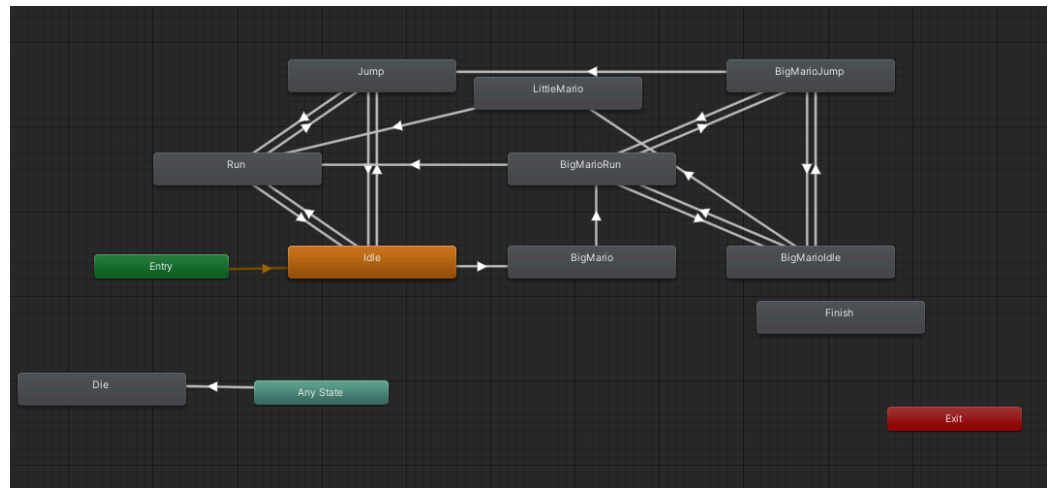 Jump
BigMarioJump
LittleMario
Run
BigMarioRun
Entry
Idle
BigMario
BigMarioIdle
Finish
Die
Any State
Exit